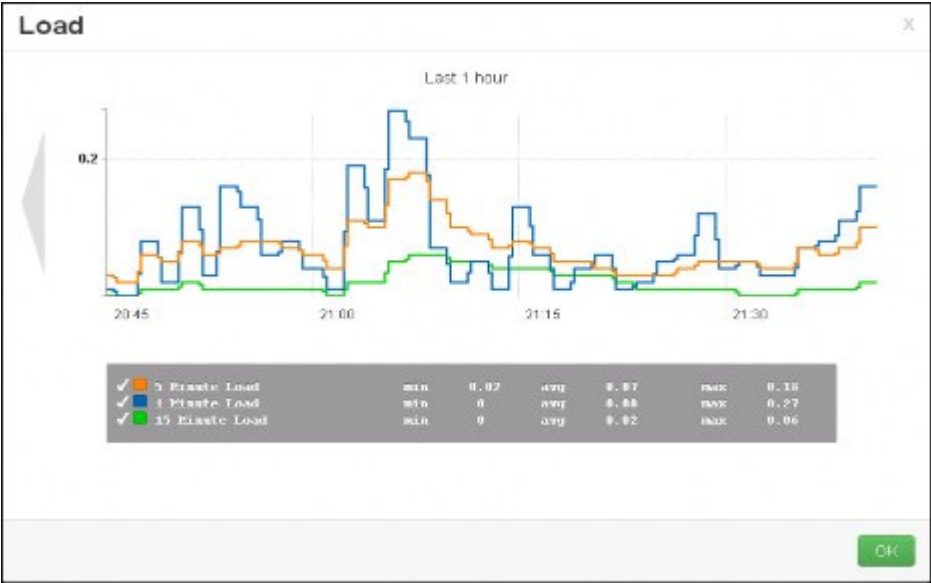 Load
x
Last 1 hour
0.2
20:45 21:00 21:15 21:30
✓ 5 Minute Load min 0.02 avg 0.07 max 0.18
✓ 1 Minute Load min 0 avg 0.08 max 0.27
✓ 15 Minute Load min 0 avg 0.02 max 0.06
OK